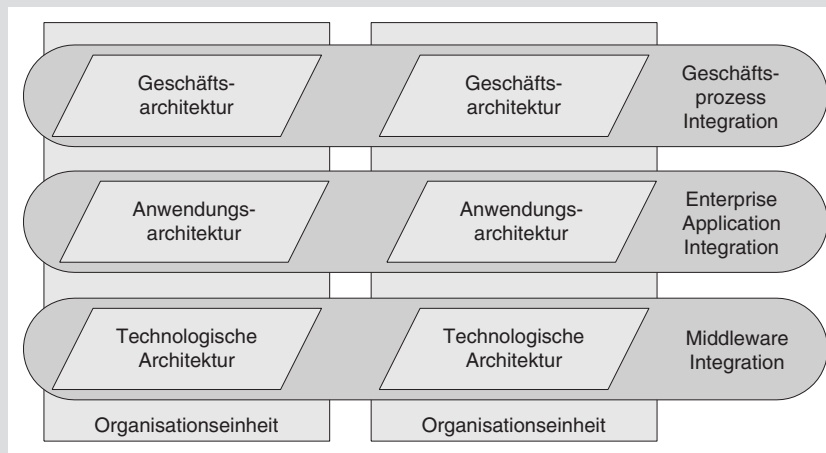 Geschäfts-
architektur
Geschäfts-
architektur
Geschäfts-
prozess
Integration
Anwendungs-
architektur
Anwendungs-
architektur
Enterprise
Application
Integration
Technologische
Architektur
Technologische
Architektur
Middleware
Integration
Organisationseinheit
Organisationseinheit